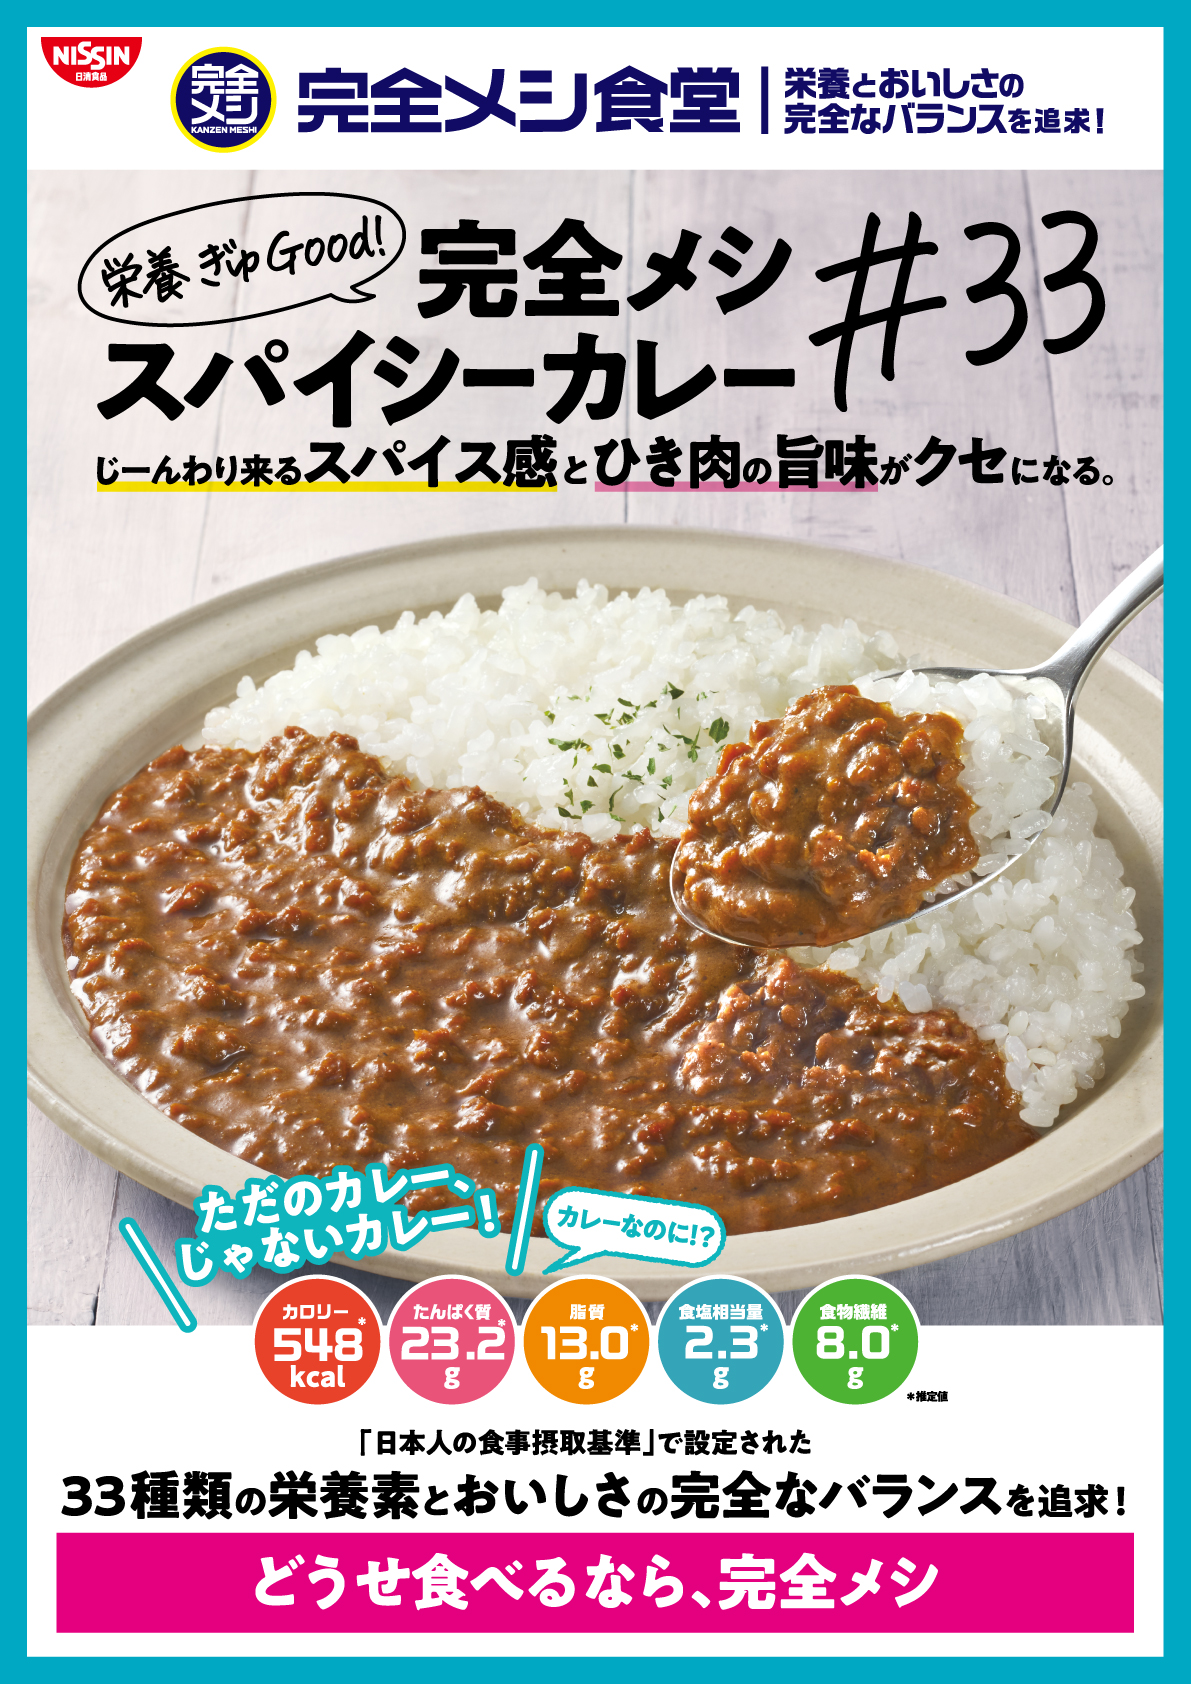 NISSIN
日清食品
完全
メシ
KANZEN MESHI
完全メシ食堂
栄養とおいしさの
完全なバランスを追求!
栄養 ぎゅGood!
完全メシ
スパイシーカレー
#33
じーんわり来るスパイス感とひき肉の旨味がクセになる。
ただのカレー、
じゃないカレー!
カレーなのに!?
カロリー
548*
kcal
たんぱく質
23.2*
g
脂質
13.0*
g
食塩相当量
2.3*
g
食物繊維
8.0*
g
*推定値
「日本人の食事摂取基準」で設定された
33種類の栄養素とおいしさの完全なバランスを追求!
どうせ食べるなら、完全メシ